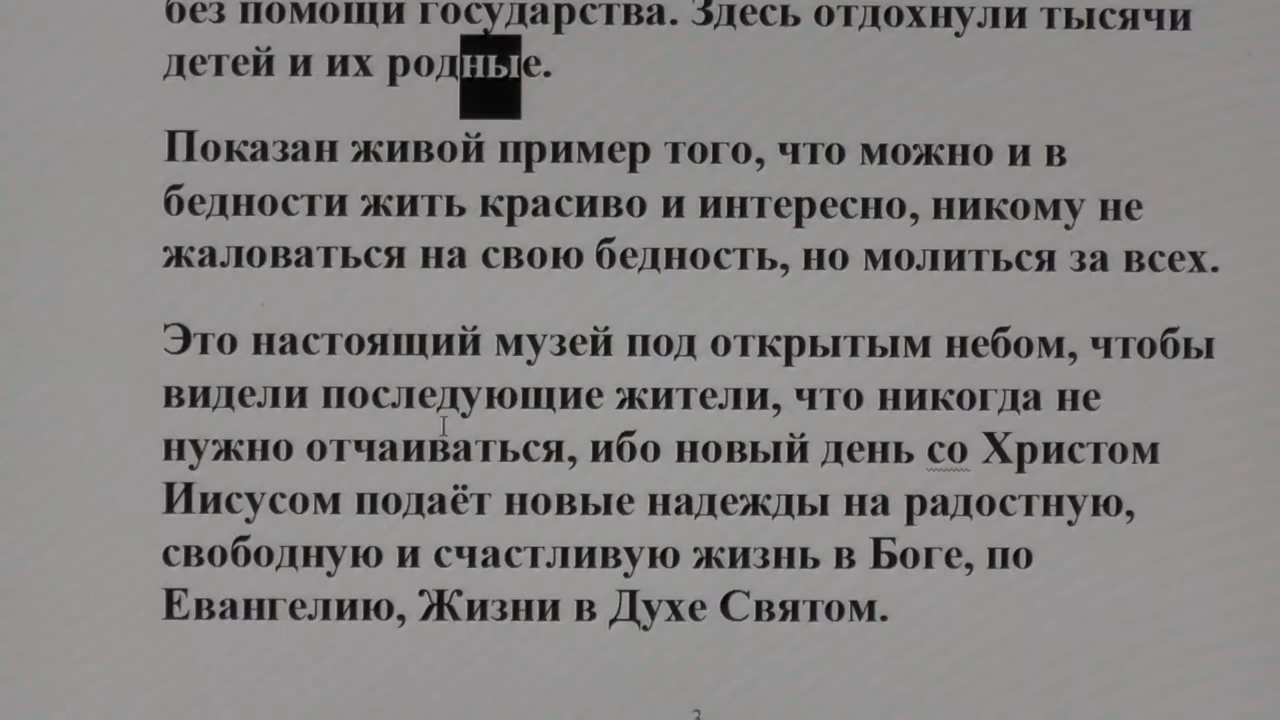 без помощи государства. Здесь отдохнули тысячи
детей и их родные.
Показан живой пример того, что можно и в
бедности жить красиво и интересно, никому не
жаловаться на свою бедность, но молиться за всех.
Это настоящий музей под открытым небом, чтобы
видели последующие жители, что никогда не
нужно отчаиваться, ибо новый день со Христом
Иисусом подаёт новые надежды на радостную,
свободную и счастливую жизнь в Боге, по
Евангелию, Жизни в Духе Святом.
3